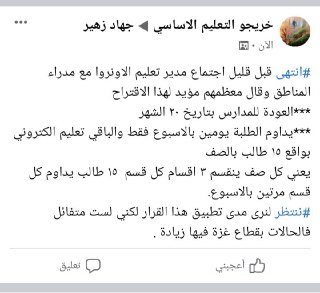 خريجو التعليم الاساسي ◀ جهاد زهير
الآن ·
#انتهى قبل قليل اجتماع مدير تعليم الاونروا مع مدراء
المناطق وقال معظمهم مؤيد لهذا الاقتراح
***العودة للمدارس بتاريخ ٢٠ الشهر
***يداوم الطلبة يومين بالاسبوع فقط والباقي تعليم الكتروني
بواقع ١٥ طالب بالصف
يعني كل صف ينقسم ٣ اقسام كل قسم ١٥ طالب يداوم كل
قسم مرتين بالاسبوع.
#ننتظر لنرى مدى تطبيق هذا القرار لكني لست متفائل
فالحالات بقطاع غزة فيها زيادة .
أعجبني
تعليق